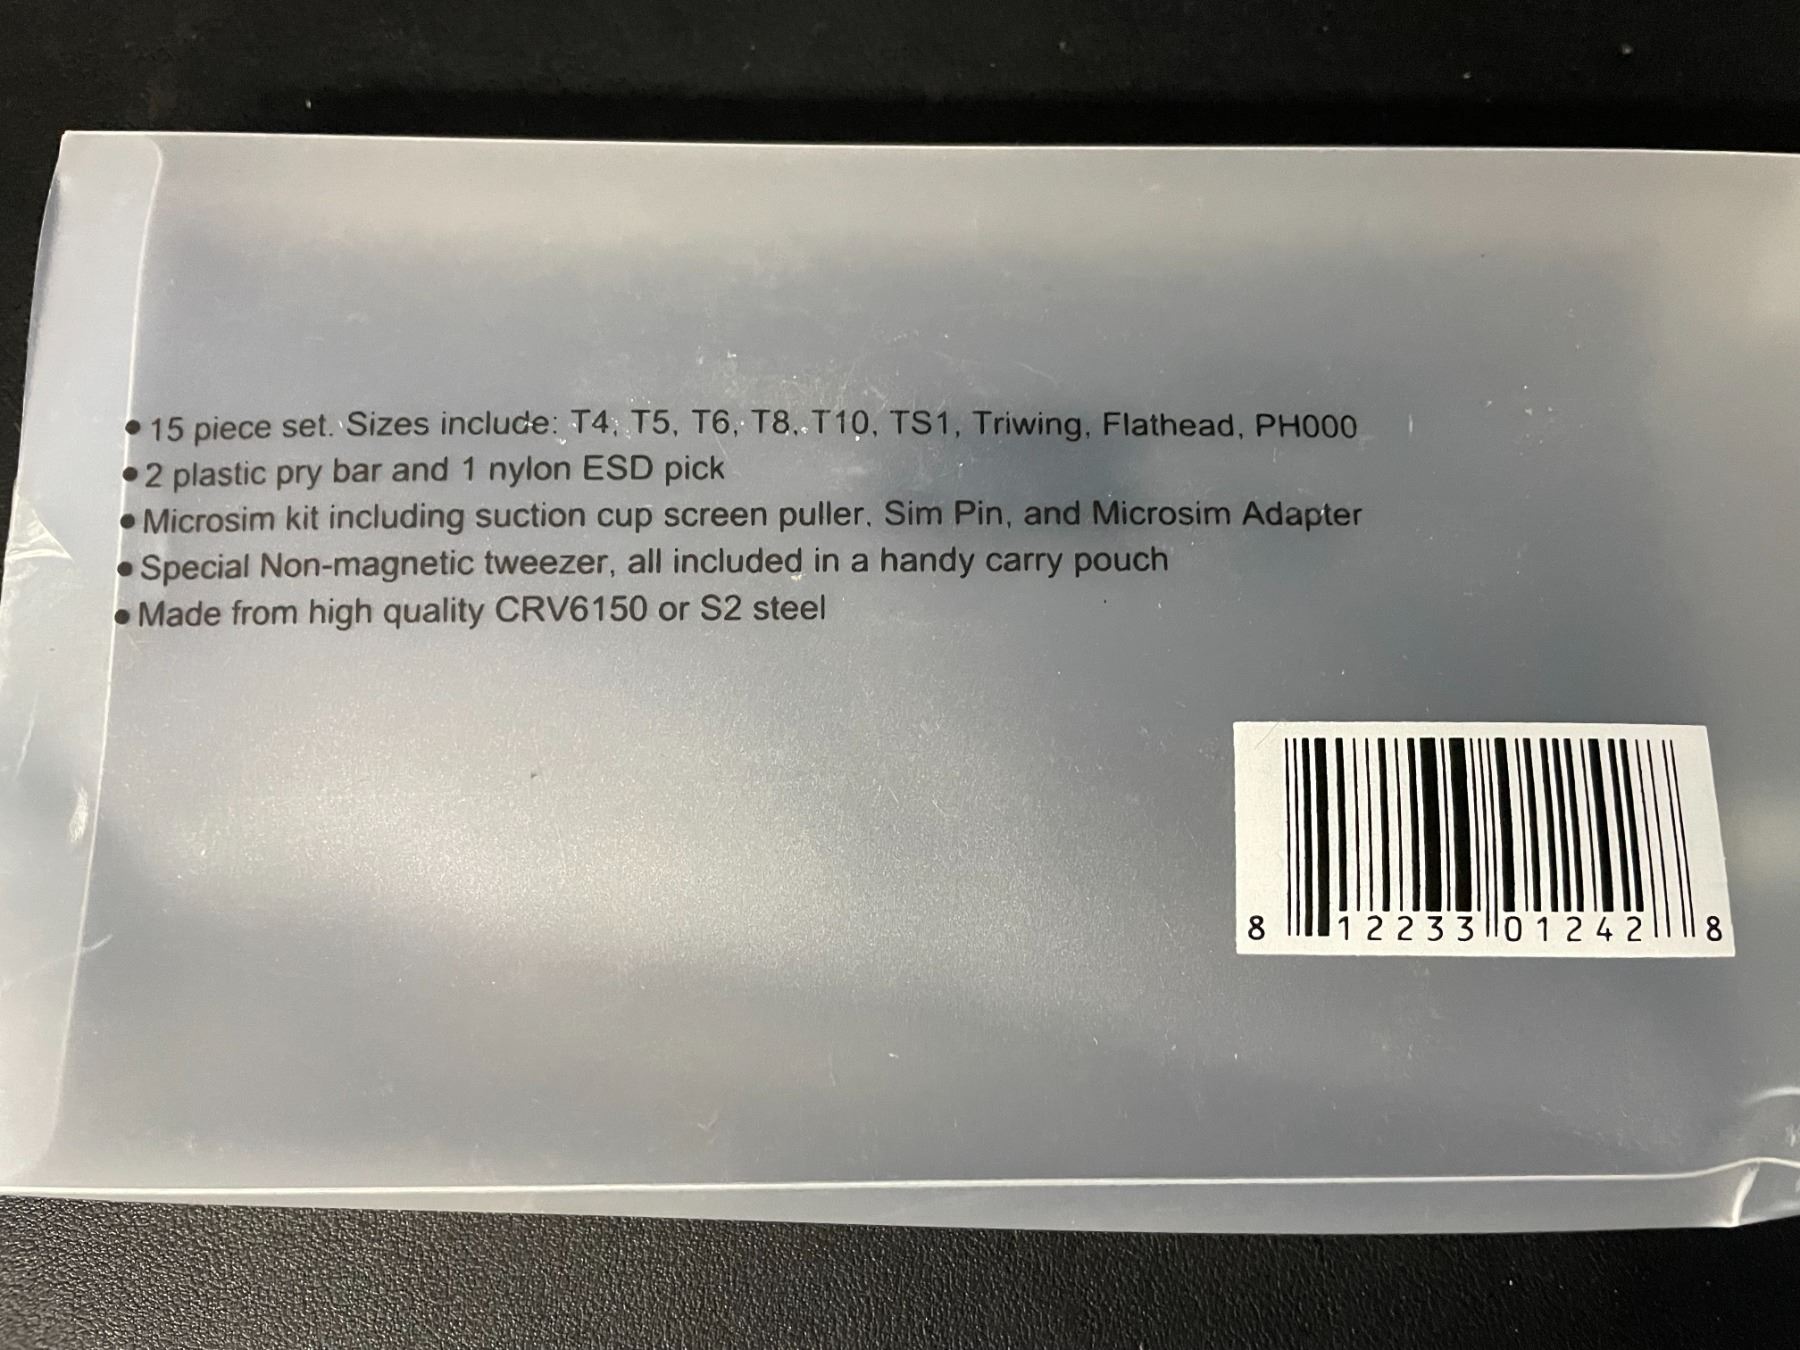 • 15 piece set. Sizes include: T4, T5, T6, T8, T10, TS1, Triwing, Flathead, PH000
• 2 plastic pry bar and 1 nylon ESD pick
• Microsim kit including suction cup screen puller, Sim Pin, and Microsim Adapter
• Special Non-magnetic tweezer, all included in a handy carry pouch
• Made from high quality CRV6150 or S2 steel
8 12233 01242 8